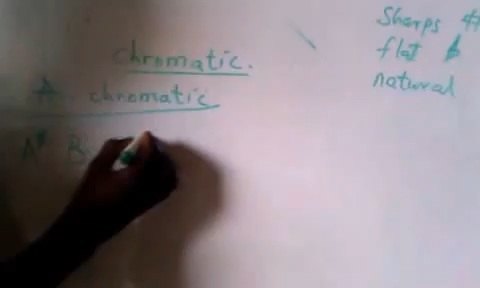 chromatic.
A. chromatic
A# B
Sharps #
flat b
natural